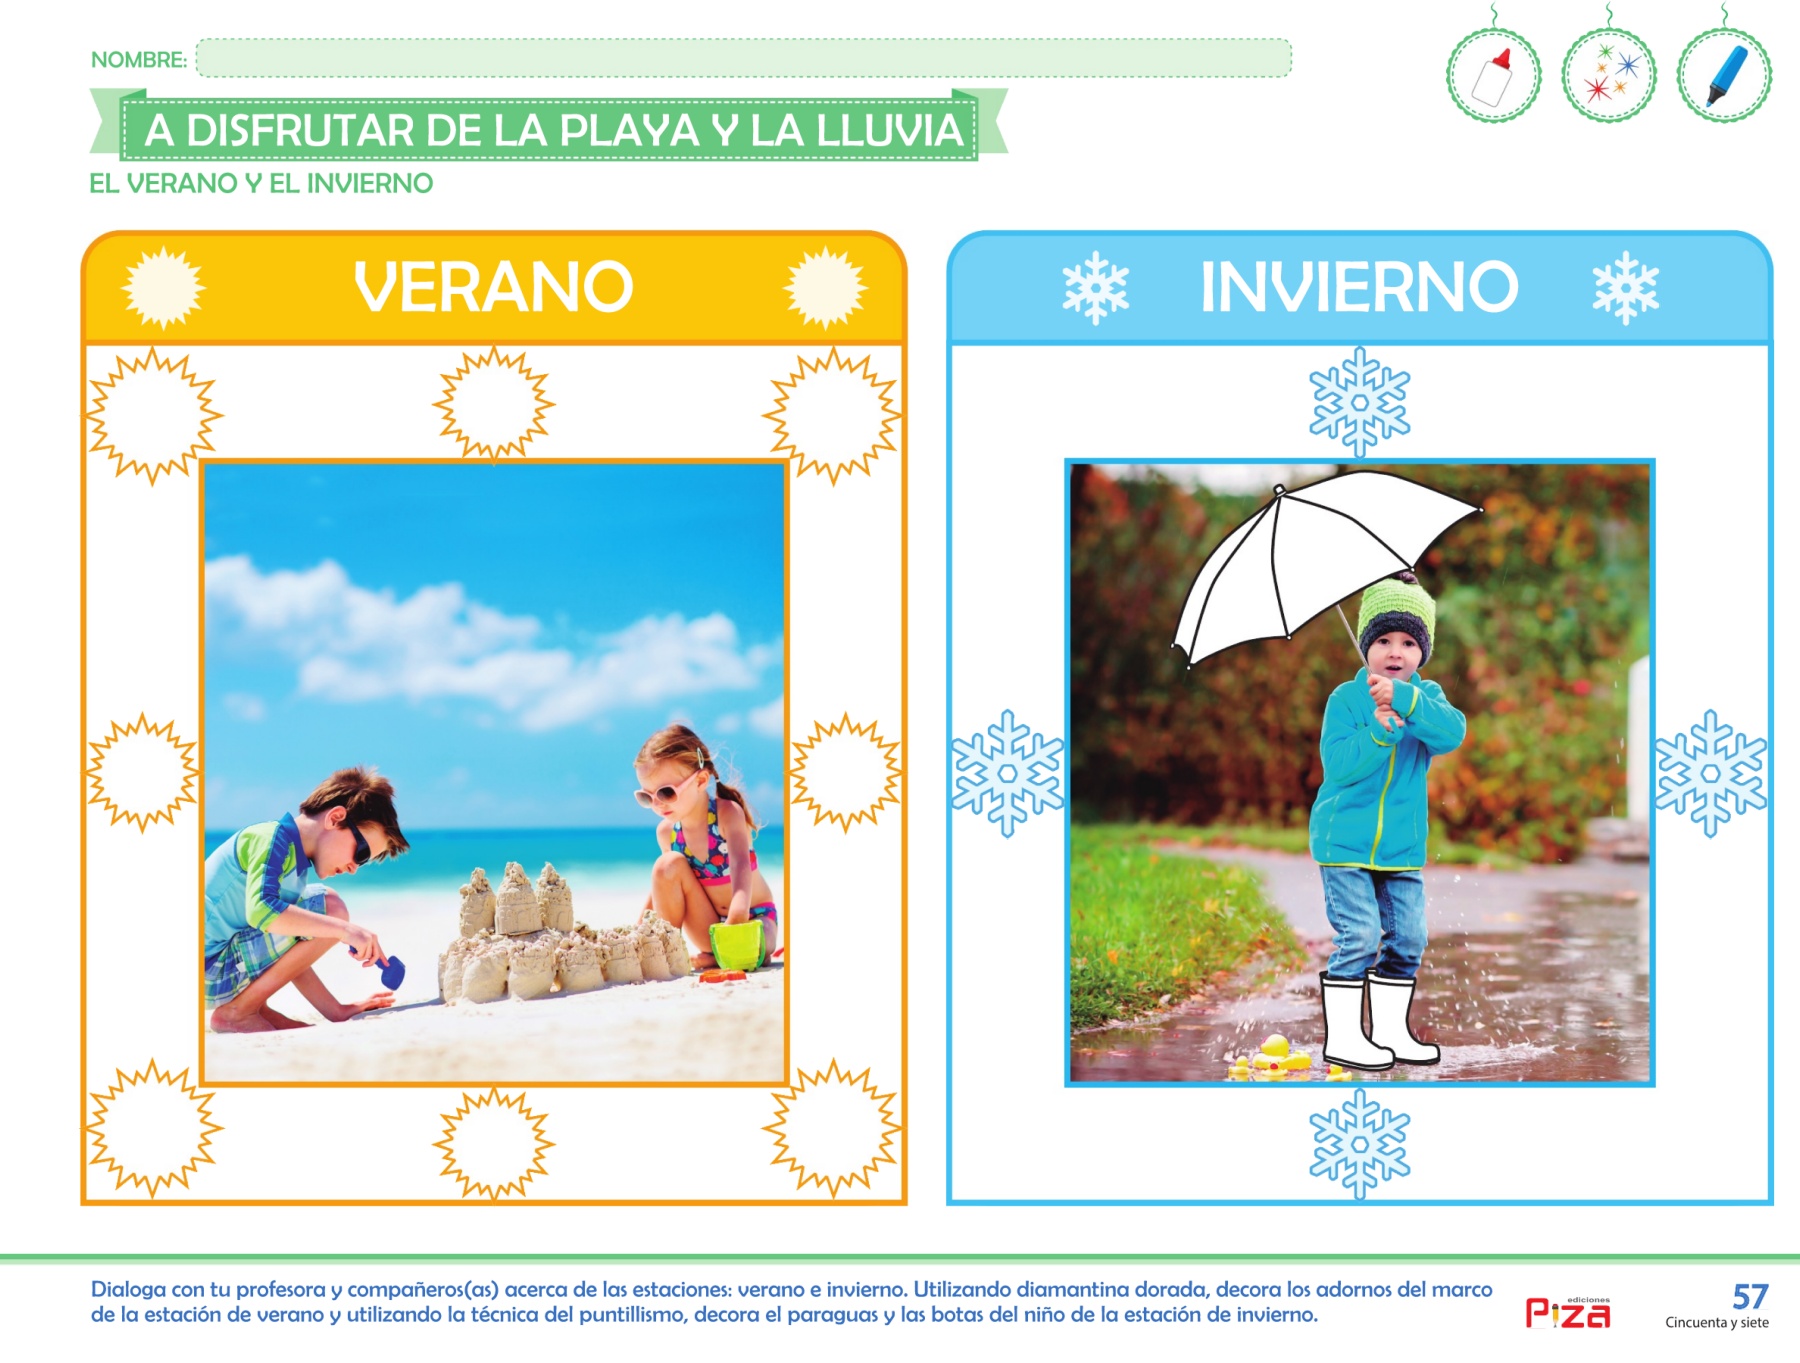 NOMBRE:
A DISFRUTAR DE LA PLAYA Y LA LLUVIA
EL VERANO Y EL INVIERNO
VERANO
INVIERNO
Dialoga con tu profesora y compañeros(as) acerca de las estaciones: verano e invierno. Utilizando diamantina dorada, decora los adornos del marco
de la estación de verano y utilizando la técnica del puntillismo, decora el paraguas y las botas del niño de la estación de invierno.
ediciones
Piza
57
Cincuenta y siete